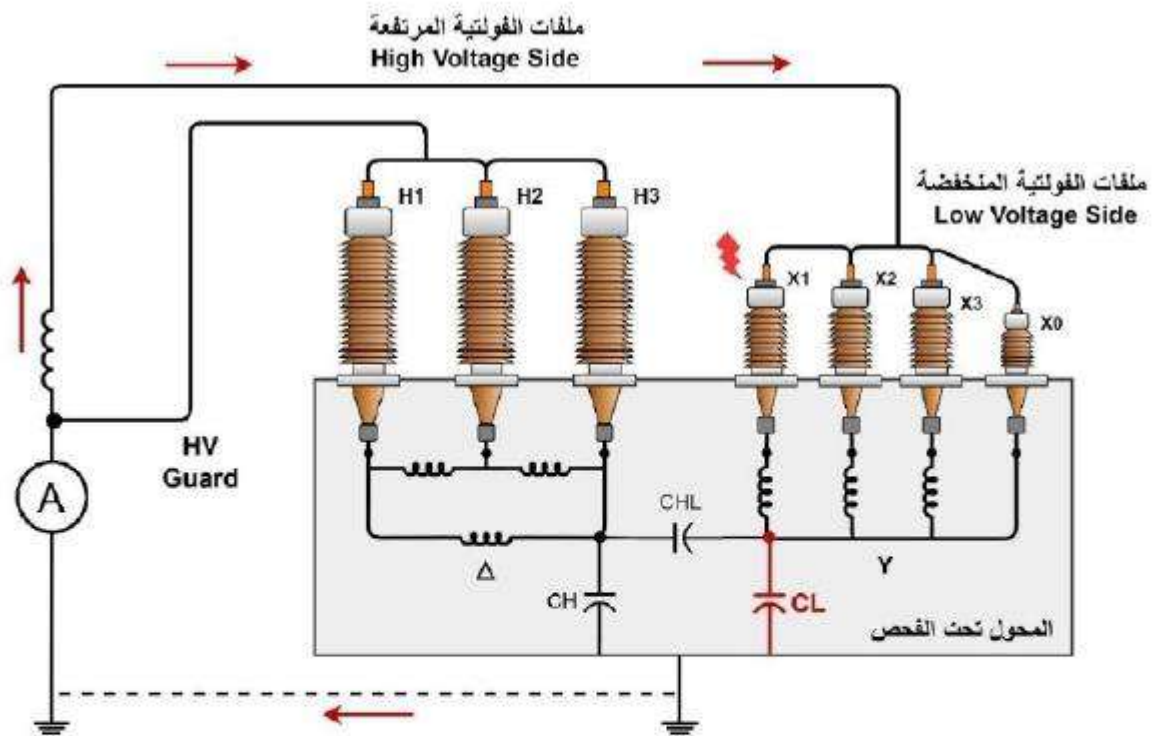 ملفات الفولتية المرتفعة
High Voltage Side
H1
H2
H3
ملفات الفولتية المنخفضة
Low Voltage Side
X1
X2
X3
X0
HV
Guard
A
CHL
Δ
CH
CL
Y
المحول تحت الفحص